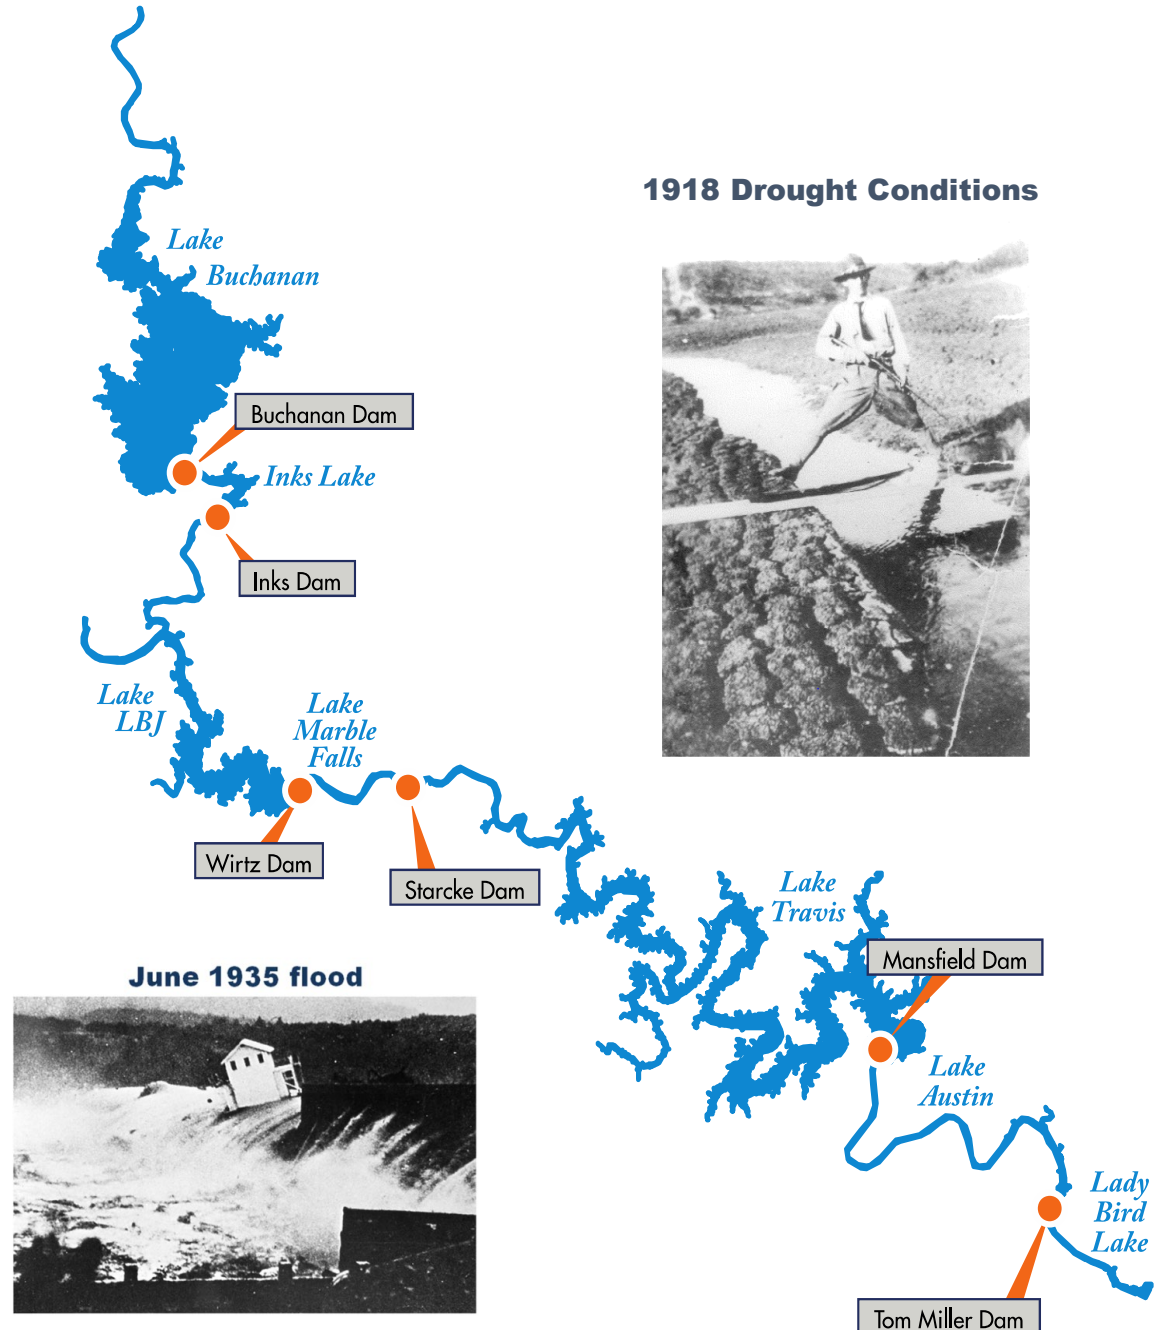 1918 Drought Conditions
Lake
Buchanan
Buchanan Dam
Inks Lake
Inks Dam
Lake
LBJ
Lake
Marble
Falls
Wirtz Dam
Starcke Dam
Lake
Travis
Mansfield Dam
June 1935 flood
Lake
Austin
Lady
Bird
Lake
Tom Miller Dam